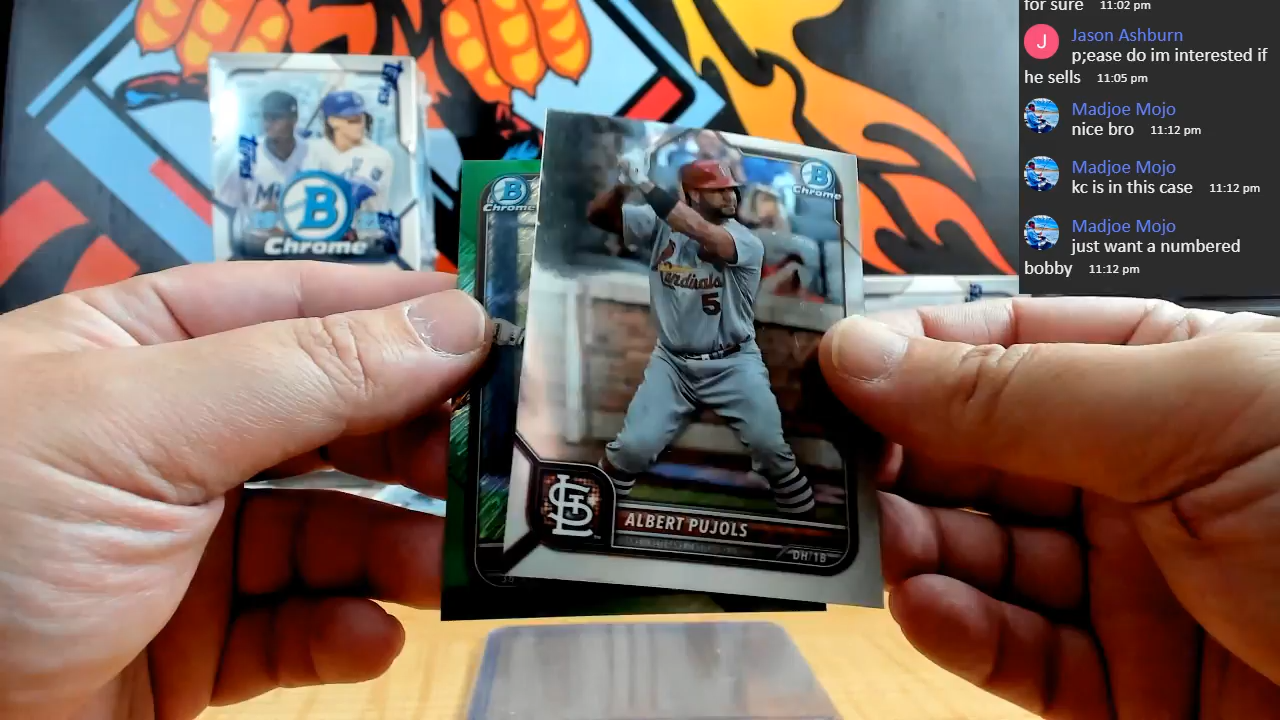 for sure 11:02 pm
Jason Ashburn
p;ease do im interested if
he sells 11:05 pm
Madjoe Mojo
nice bro 11:12 pm
Madjoe Mojo
kc is in this case 11:12 pm
Madjoe Mojo
just want a numbered
bobby 11:12 pm
J
Topps
Topps
B
Chrome
B
Chrome
B
Chrome
Cardinals
5
STL
ALBERT PUJOLS
DH/1B